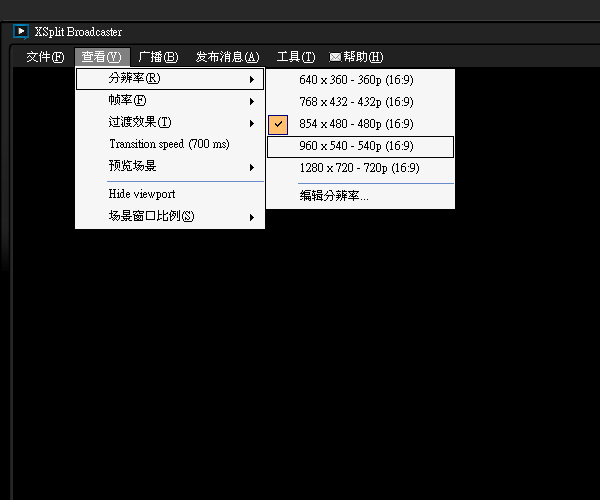 XSplit Broadcaster
文件(F) 查看(V) 广播(B) 发布消息(A) 工具(T) 帮助(H)
分辨率(R)
帧率(F)
过渡效果(T)
Transition speed (700 ms)
预览场景
Hide viewport
场景窗口比例(S)
640 x 360 - 360p (16:9)
768 x 432 - 432p (16:9)
854 x 480 - 480p (16:9)
960 x 540 - 540p (16:9)
1280 x 720 - 720p (16:9)
编辑分辨率...